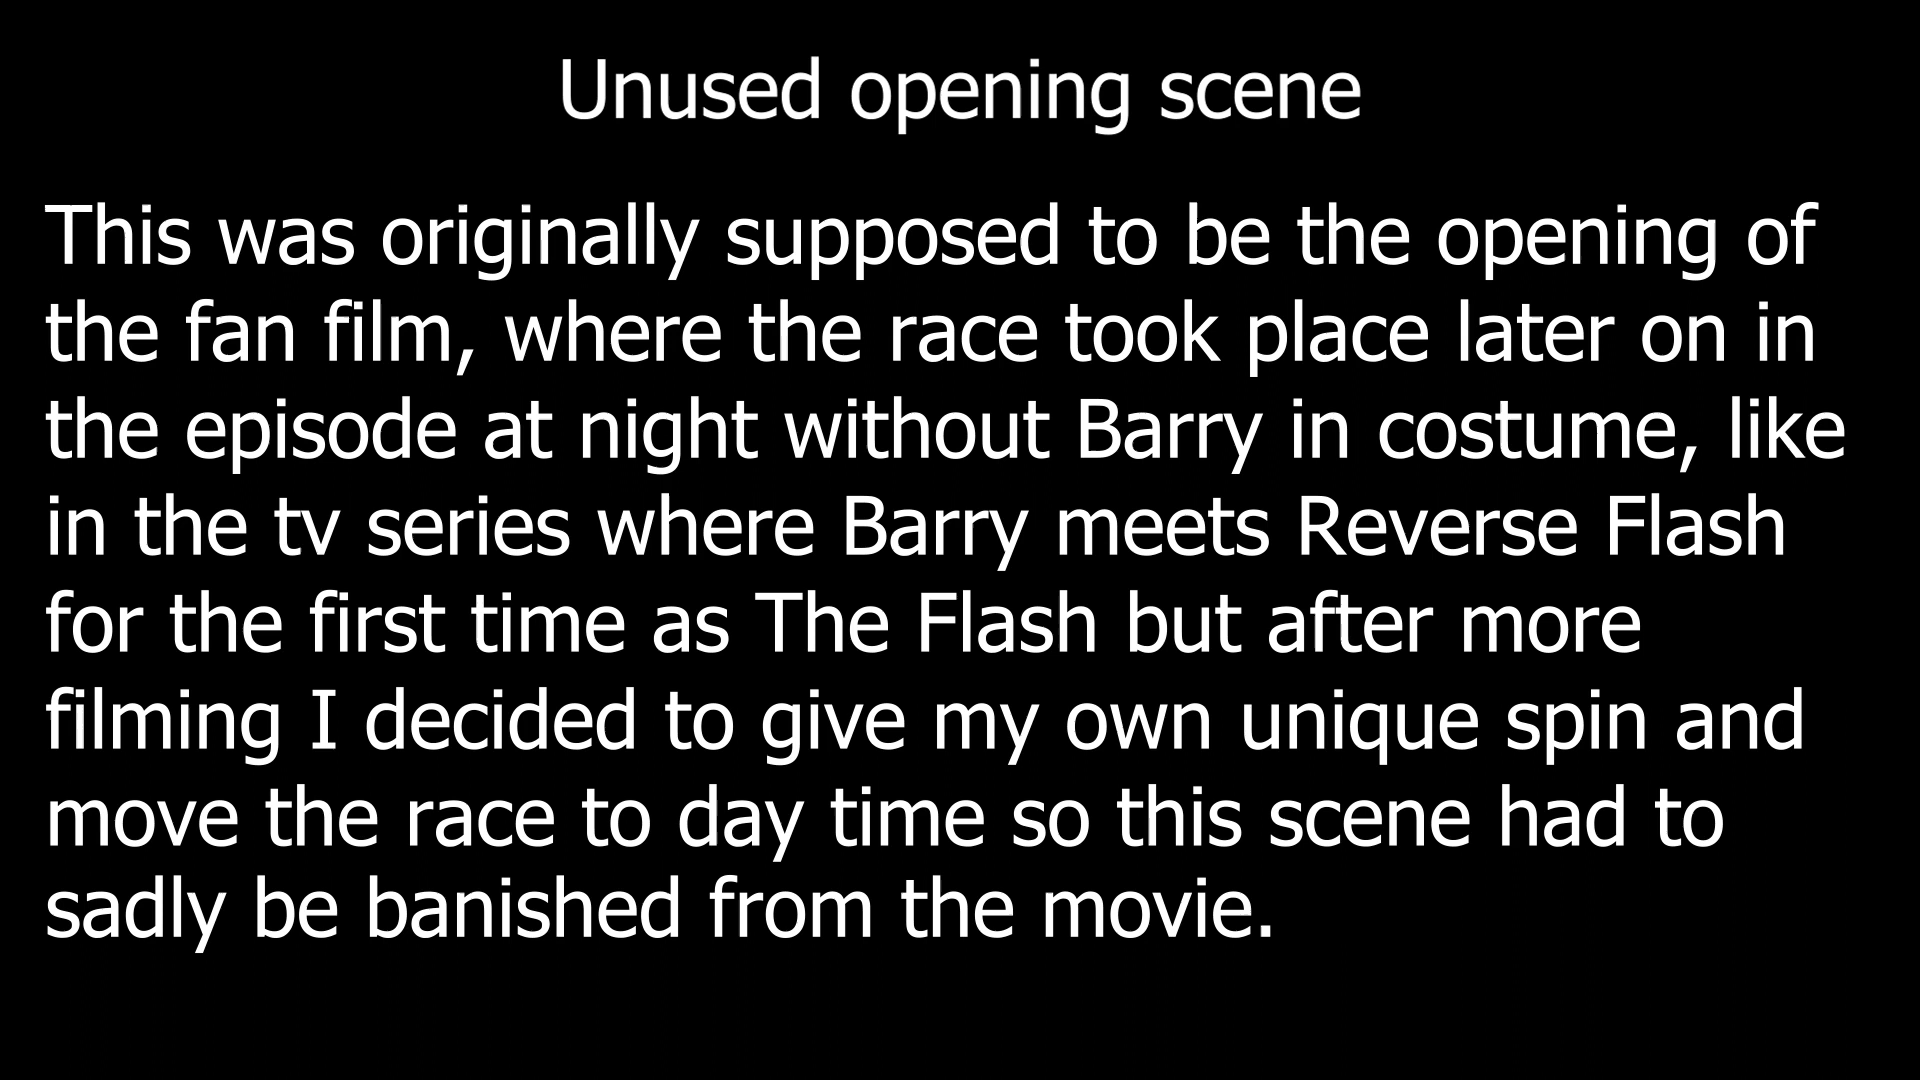 Unused opening scene
This was originally supposed to be the opening of
the fan film, where the race took place later on in
the episode at night without Barry in costume, like
in the tv series where Barry meets Reverse Flash
for the first time as The Flash but after more
filming I decided to give my own unique spin and
move the race to day time so this scene had to
sadly be banished from the movie.